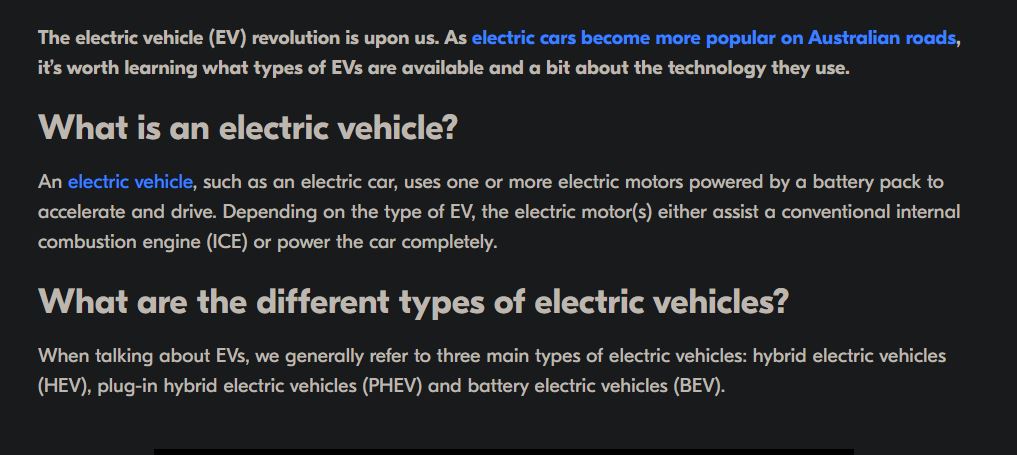 The electric vehicle (EV) revolution is upon us. As electric cars become more popular on Australian roads,
it’s worth learning what types of EVs are available and a bit about the technology they use.
What is an electric vehicle?
An electric vehicle, such as an electric car, uses one or more electric motors powered by a battery pack to
accelerate and drive. Depending on the type of EV, the electric motor(s) either assist a conventional internal
combustion engine (ICE) or power the car completely.
What are the different types of electric vehicles?
When talking about EVs, we generally refer to three main types of electric vehicles: hybrid electric vehicles
(HEV), plug-in hybrid electric vehicles (PHEV) and battery electric vehicles (BEV).